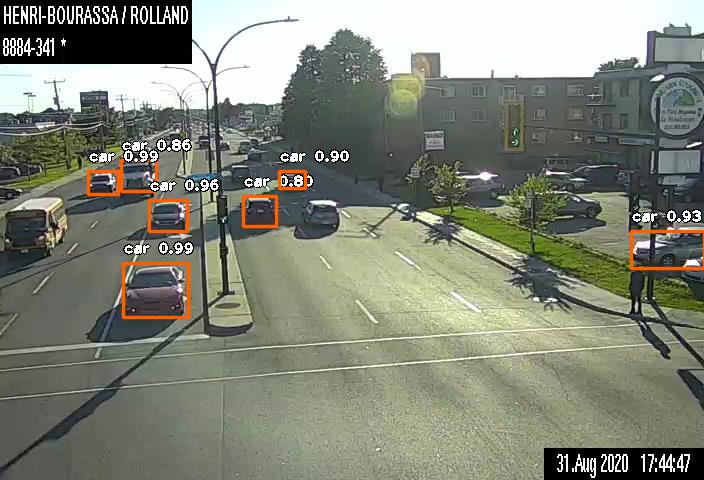 HENRI-BOURASSA / ROLLAND
8884-341 *
car 0.86
car 0.99
car 0.90
car 0.96
car 0.80
car 0.93
car 0.99
31.Aug 2020 17:44:47